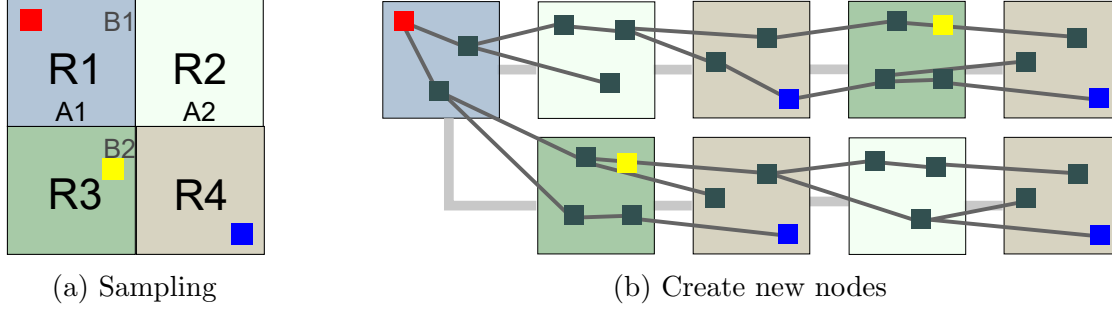 B1
R1
R2
A1
A2
B2
R3
R4
(a) Sampling
(b) Create new nodes